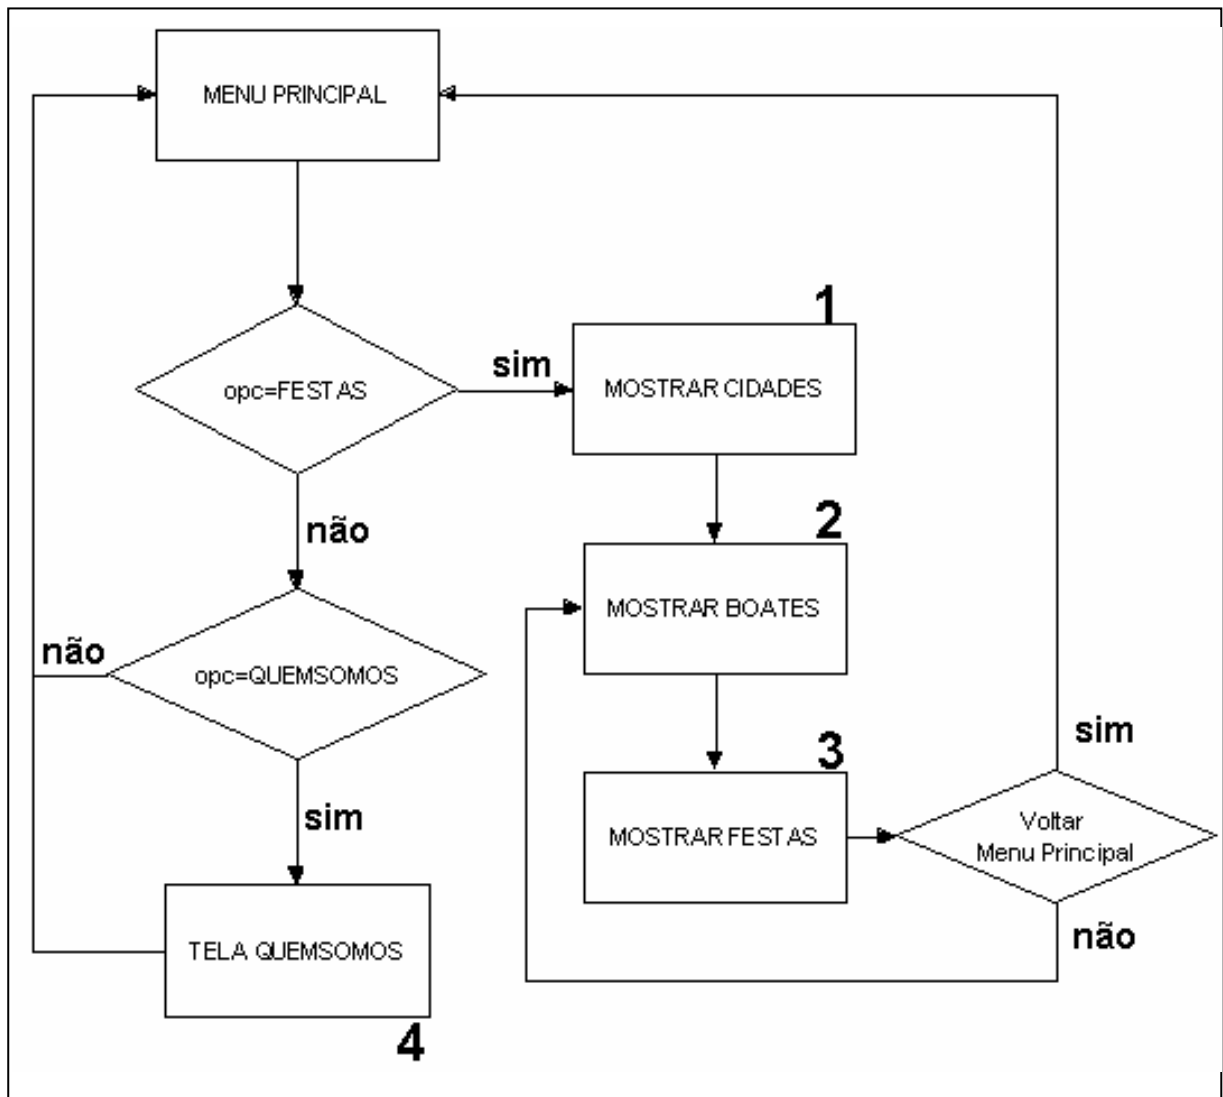 MENU PRINCIPAL
1
opc=FESTAS
sim
MOSTRAR CIDADES
não
2
MOSTRAR BOATES
não
opc=QUEMSOMOS
sim
3
MOSTRAR FESTAS
sim
Voltar
Menu Principal
não
TELA QUEMSOMOS
4